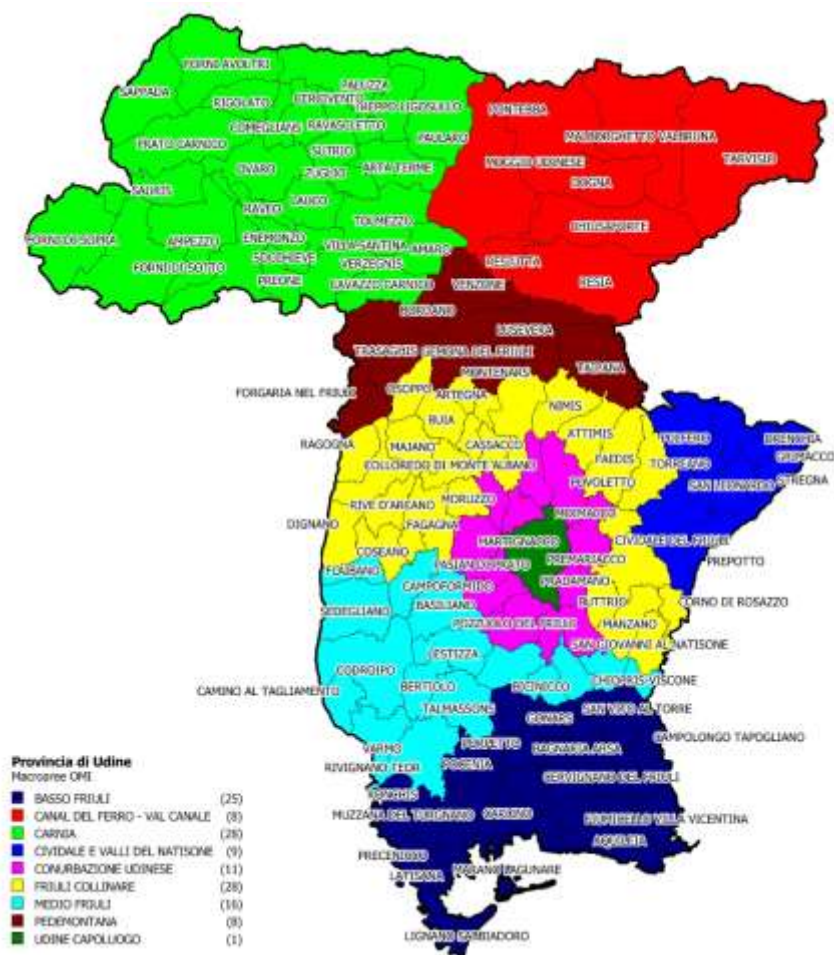 FORNI AVOLTRI
PALUZZA
SAPPADA
RIGOLATO
CERCIVENTO
TREPPO LIGOSULLO
COMEGLIANS
RAVASCLETTO
PAULARO
PONTEBBA
MALBORGHETTO VALBRUNA
TARVISIO
PRATO CARNICO
SUTRIO
OVARO
ZUGLIO
ARTA TERME
MOGGIO UDINESE
DOGNA
SAURIS
RAVEO
LAUCO
TOLMEZZO
CHIUSAFORTE
FORNI DI SOPRA
AMPEZZO
ENEMONZO
VILLA SANTINA
AMARO
FORNI DI SOTTO
SOCCHIEVE
VERZEGNIS
RESIUTTA
PREONE
CAVAZZO CARNICO
VENZONE
RESIA
BORDANO
LUSEVERA
TRASAGHIS
GEMONA DEL FRIULI
MONTENARS
TAIPANA
FORGARIA NEL FRIULI
OSOPPO
ARTEGNA
NIMIS
BUIA
ATTIMIS
RAGOGNA
MAJANO
CASSACCO
PULFERO
DRENCHIA
GRIMACCO
COLLOREDO DI MONTE ALBANO
FAEDIS
TORREANO
POVOLETTO
SAN LEONARDO
STREGNA
RIVE D'ARCANO
MORUZZO
DIGNANO
FAGAGNA
REMANZACCO
MARTIGNACCO
CIVIDALE DEL FRIULI
COSEANO
PREMARIACCO
PREPOTTO
FLAIBANO
PASIAN DI PRATO
PRADAMANO
CAMPOFORMIDO
SEDEGLIANO
BASILIANO
BUTTRIO
CORNO DI ROSAZZO
POZZUOLO DEL FRIULI
MANZANO
LESTIZZA
SAN GIOVANNI AL NATISONE
CODROIPO
CHIOPRIS-VISCONE
CAMINO AL TAGLIAMENTO
BERTIOLO
BICINICCO
TALMASSONS
SAN VITO AL TORRE
GONARS
CAMPOLONGO TAPOGLIANO
VARMO
PORPETTO
BAGNARIA ARSA
RIVIGNANO TEOR
POCENIA
CERVIGNANO DEL FRIULI
RONCHIS
MUZZANA DEL TURGNANO
CARLINO
FIUMICELLO VILLA VICENTINA
AQUILEIA
PRECENICCO
MARANO LAGUNARE
LATISANA
LIGNANO SABBIADORO
Provincia di Udine
Macroaree OMI
BASSO FRIULI (25)
CANAL DEL FERRO - VAL CANALE (8)
CARNIA (28)
CIVIDALE E VALLI DEL NATISONE (9)
CONURBAZIONE UDINESE (11)
FRIULI COLLINARE (28)
MEDIO FRIULI (16)
PEDEMONTANA (8)
UDINE CAPOLUOGO (1)